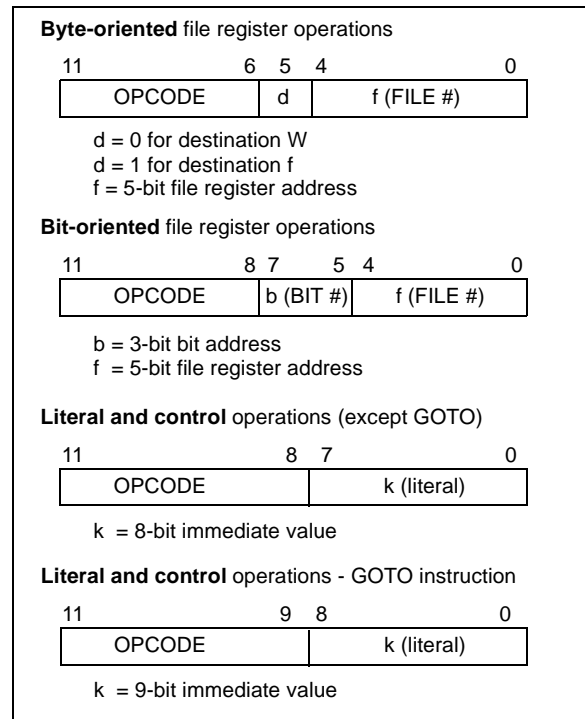 Byte-oriented file register operations
11 6 5 4 0
OPCODE d f (FILE #)
d = 0 for destination W
d = 1 for destination f
f = 5-bit file register address
Bit-oriented file register operations
11 8 7 5 4 0
OPCODE b (BIT #) f (FILE #)
b = 3-bit bit address
f = 5-bit file register address
Literal and control operations (except GOTO)
11 8 7 0
OPCODE k (literal)
k = 8-bit immediate value
Literal and control operations - GOTO instruction
11 9 8 0
OPCODE k (literal)
k = 9-bit immediate value